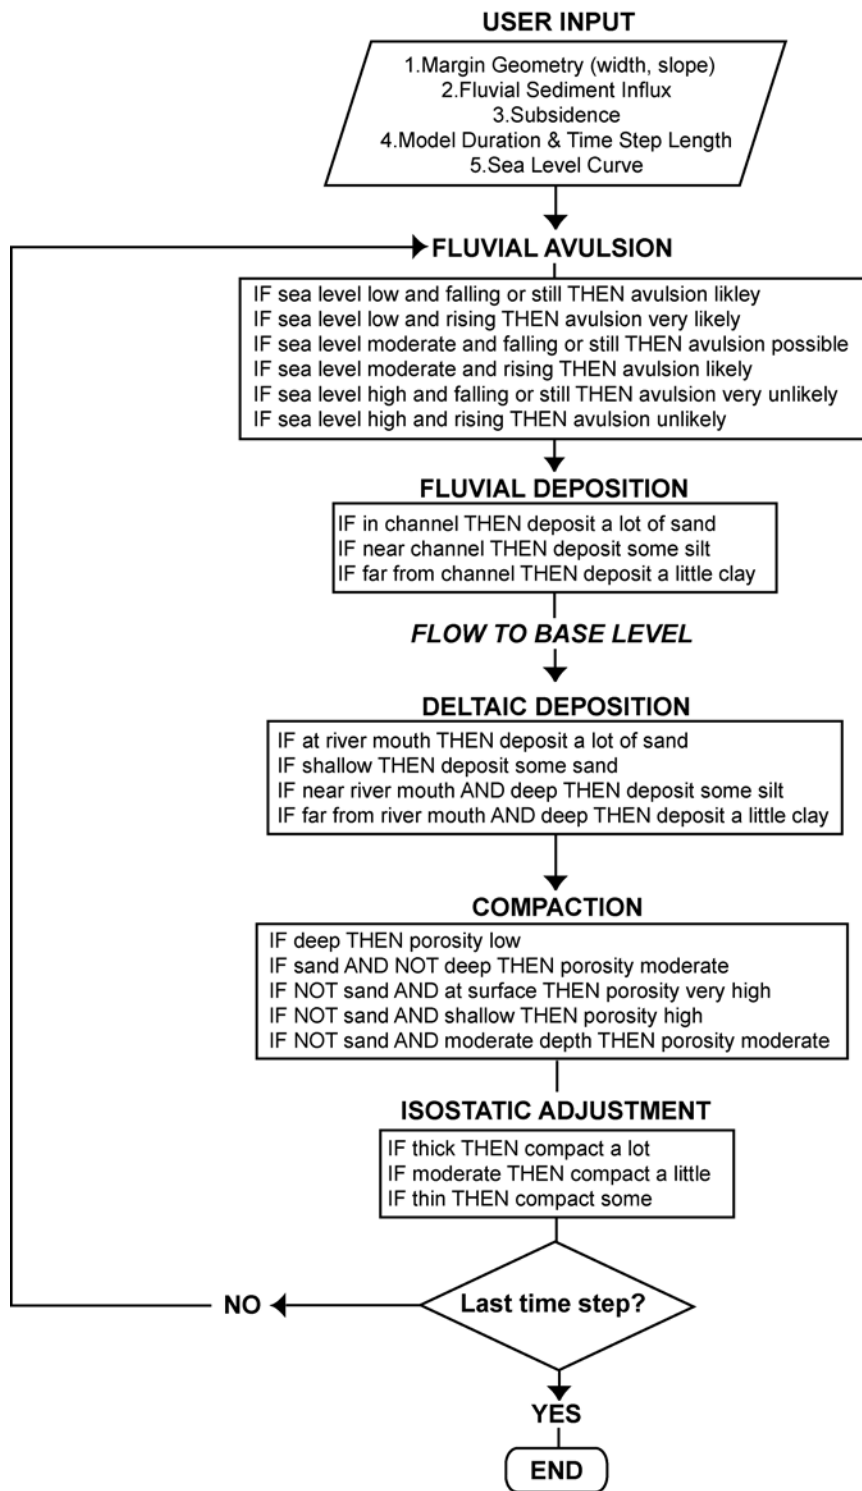 USER INPUT
1.Margin Geometry (width, slope)
2.Fluvial Sediment Influx
3.Subsidence
4.Model Duration & Time Step Length
5.Sea Level Curve
FLUVIAL AVULSION
IF sea level low and falling or still THEN avulsion likley
IF sea level low and rising THEN avulsion very likely
IF sea level moderate and falling or still THEN avulsion possible
IF sea level moderate and rising THEN avulsion likely
IF sea level high and falling or still THEN avulsion very unlikely
IF sea level high and rising THEN avulsion unlikely
FLUVIAL DEPOSITION
IF in channel THEN deposit a lot of sand
IF near channel THEN deposit some silt
IF far from channel THEN deposit a little clay
FLOW TO BASE LEVEL
DELTAIC DEPOSITION
IF at river mouth THEN deposit a lot of sand
IF shallow THEN deposit some sand
IF near river mouth AND deep THEN deposit some silt
IF far from river mouth AND deep THEN deposit a little clay
COMPACTION
IF deep THEN porosity low
IF sand AND NOT deep THEN porosity moderate
IF NOT sand AND at surface THEN porosity very high
IF NOT sand AND shallow THEN porosity high
IF NOT sand AND moderate depth THEN porosity moderate
ISOSTATIC ADJUSTMENT
IF thick THEN compact a lot
IF moderate THEN compact a little
IF thin THEN compact some
Last time step?
NO
YES
END